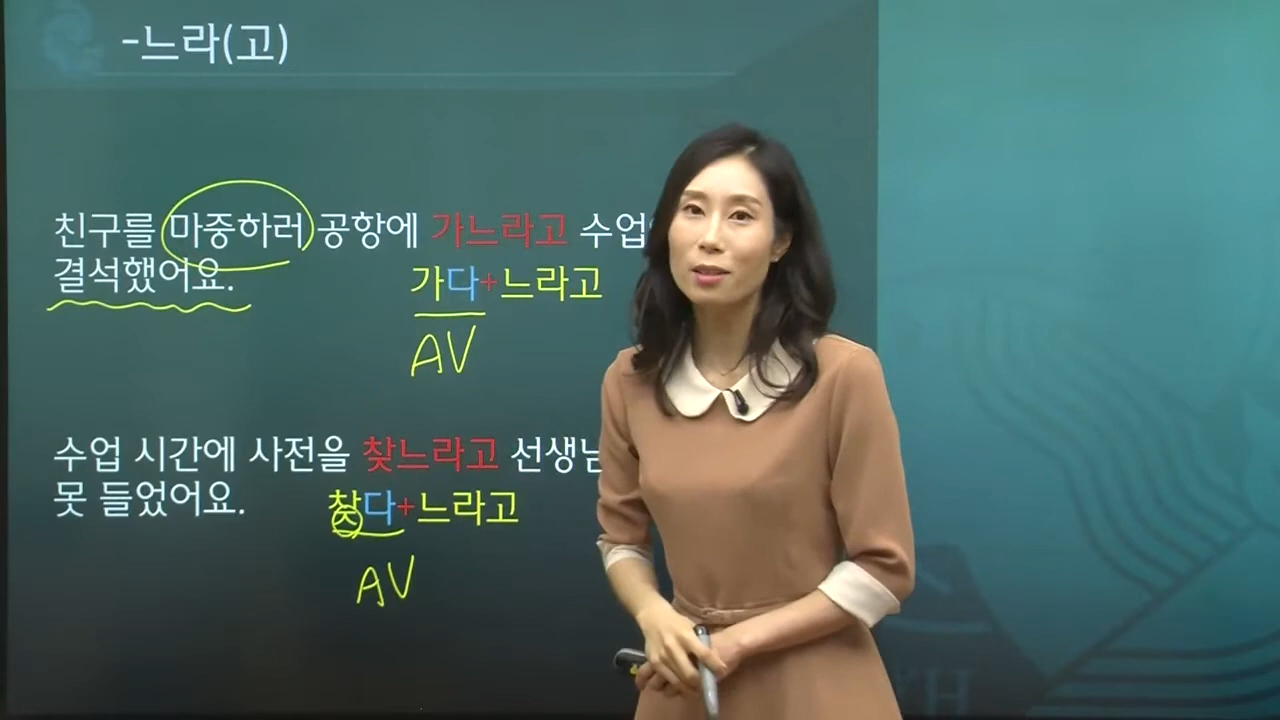 -느라(고)
친구를 마중하러 공항에 가느라고 수업
결석했어요.
가다+느라고
AV
수업 시간에 사전을 찾느라고 선생님
못 들었어요.
찾다+느라고
AV